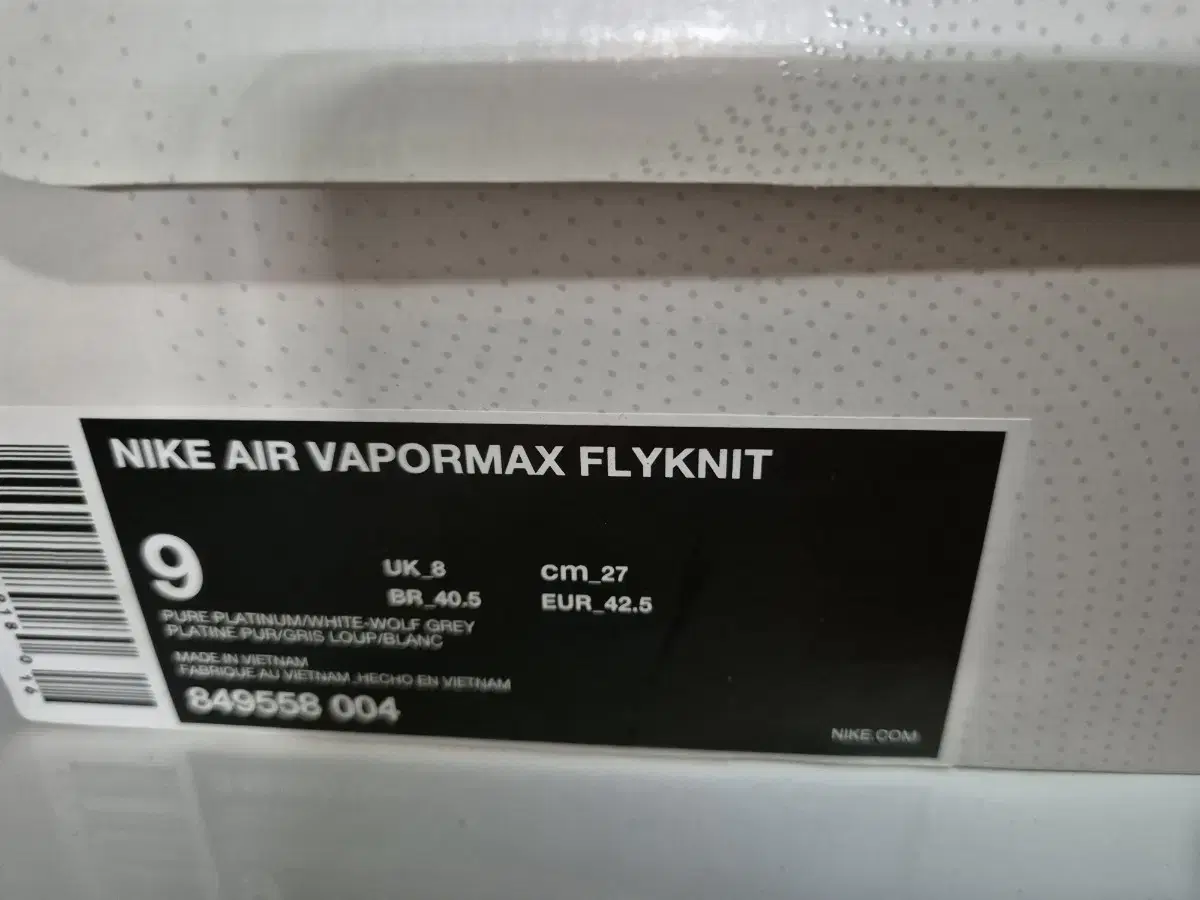 NIKE AIR VAPORMAX FLYKNIT
9
UK_8 cm_27
BR_40.5 EUR_42.5
PURE PLATINUM/WHITE-WOLF GREY
PLATINE PUR/GRIS LOUP/BLANC
MADE IN VIETNAM
FABRIQUE AU VIETNAM_HECHO EN VIETNAM
849558 004
NIKE.COM